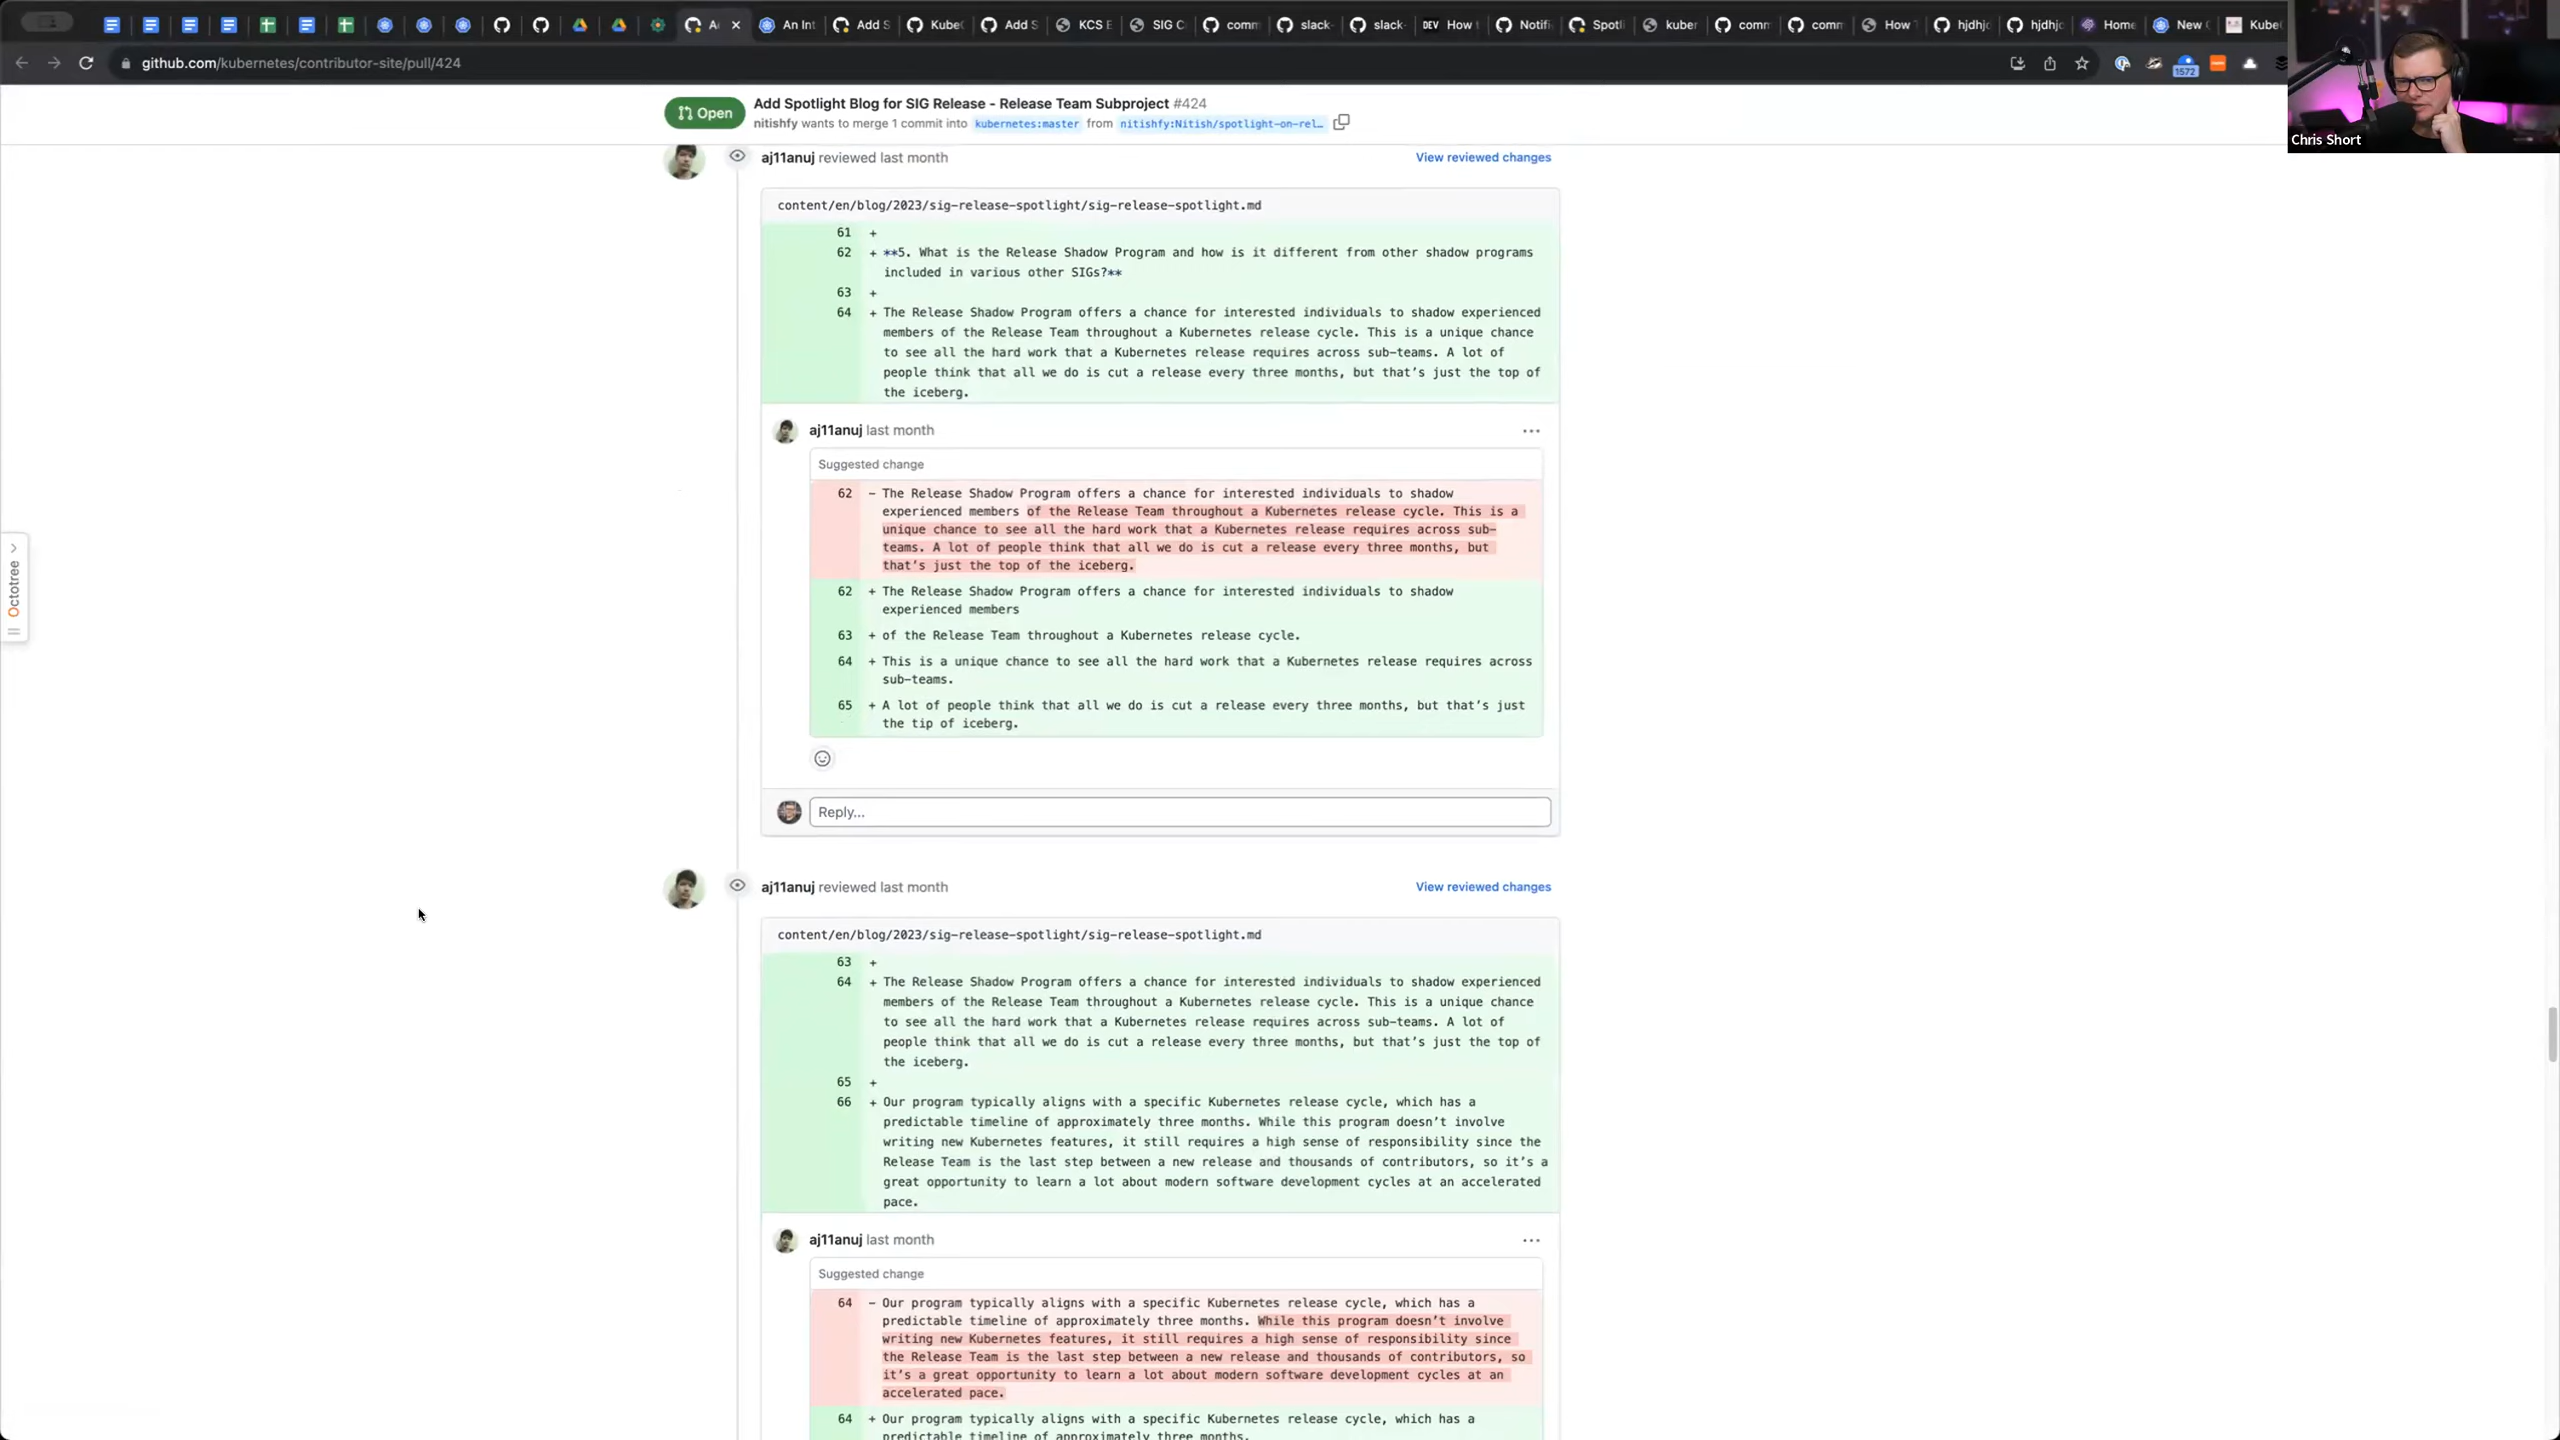 A
An Int
Add S
Kube
Add S
KCS E
SIG C
comm
slack-
slack-
DEV How t
Notifi
Spotli
kuber
comm
comm
How T
hjdhjc
hjdhjc
Home
New
Kube
github.com/kubernetes/contributor-site/pull/424
1572
Chris Short
Open
Add Spotlight Blog for SIG Release - Release Team Subproject #424
nitishfy wants to merge 1 commit into kubernetes:master from nitishfy:Nitish/spotlight-on-rel…
aj11anuj reviewed last month
View reviewed changes
content/en/blog/2023/sig-release-spotlight/sig-release-spotlight.md
61 +
62 + **5. What is the Release Shadow Program and how is it different from other shadow programs
included in various other SIGs?**
63 +
64 + The Release Shadow Program offers a chance for interested individuals to shadow experienced
members of the Release Team throughout a Kubernetes release cycle. This is a unique chance
to see all the hard work that a Kubernetes release requires across sub-teams. A lot of
people think that all we do is cut a release every three months, but that’s just the top of
the iceberg.
aj11anuj last month
Suggested change
62 - The Release Shadow Program offers a chance for interested individuals to shadow
experienced members of the Release Team throughout a Kubernetes release cycle. This is a
unique chance to see all the hard work that a Kubernetes release requires across sub-
teams. A lot of people think that all we do is cut a release every three months, but
that’s just the top of the iceberg.
62 + The Release Shadow Program offers a chance for interested individuals to shadow
experienced members
63 + of the Release Team throughout a Kubernetes release cycle.
64 + This is a unique chance to see all the hard work that a Kubernetes release requires across
sub-teams.
65 + A lot of people think that all we do is cut a release every three months, but that’s just
the tip of iceberg.
Reply...
Octotree
aj11anuj reviewed last month
View reviewed changes
content/en/blog/2023/sig-release-spotlight/sig-release-spotlight.md
63 +
64 + The Release Shadow Program offers a chance for interested individuals to shadow experienced
members of the Release Team throughout a Kubernetes release cycle. This is a unique chance
to see all the hard work that a Kubernetes release requires across sub-teams. A lot of
people think that all we do is cut a release every three months, but that’s just the top of
the iceberg.
65 +
66 + Our program typically aligns with a specific Kubernetes release cycle, which has a
predictable timeline of approximately three months. While this program doesn’t involve
writing new Kubernetes features, it still requires a high sense of responsibility since the
Release Team is the last step between a new release and thousands of contributors, so it’s a
great opportunity to learn a lot about modern software development cycles at an accelerated
pace.
aj11anuj last month
Suggested change
64 - Our program typically aligns with a specific Kubernetes release cycle, which has a
predictable timeline of approximately three months. While this program doesn’t involve
writing new Kubernetes features, it still requires a high sense of responsibility since
the Release Team is the last step between a new release and thousands of contributors, so
it’s a great opportunity to learn a lot about modern software development cycles at an
accelerated pace.
64 + Our program typically aligns with a specific Kubernetes release cycle, which has a
predictable timeline of approximately three months.